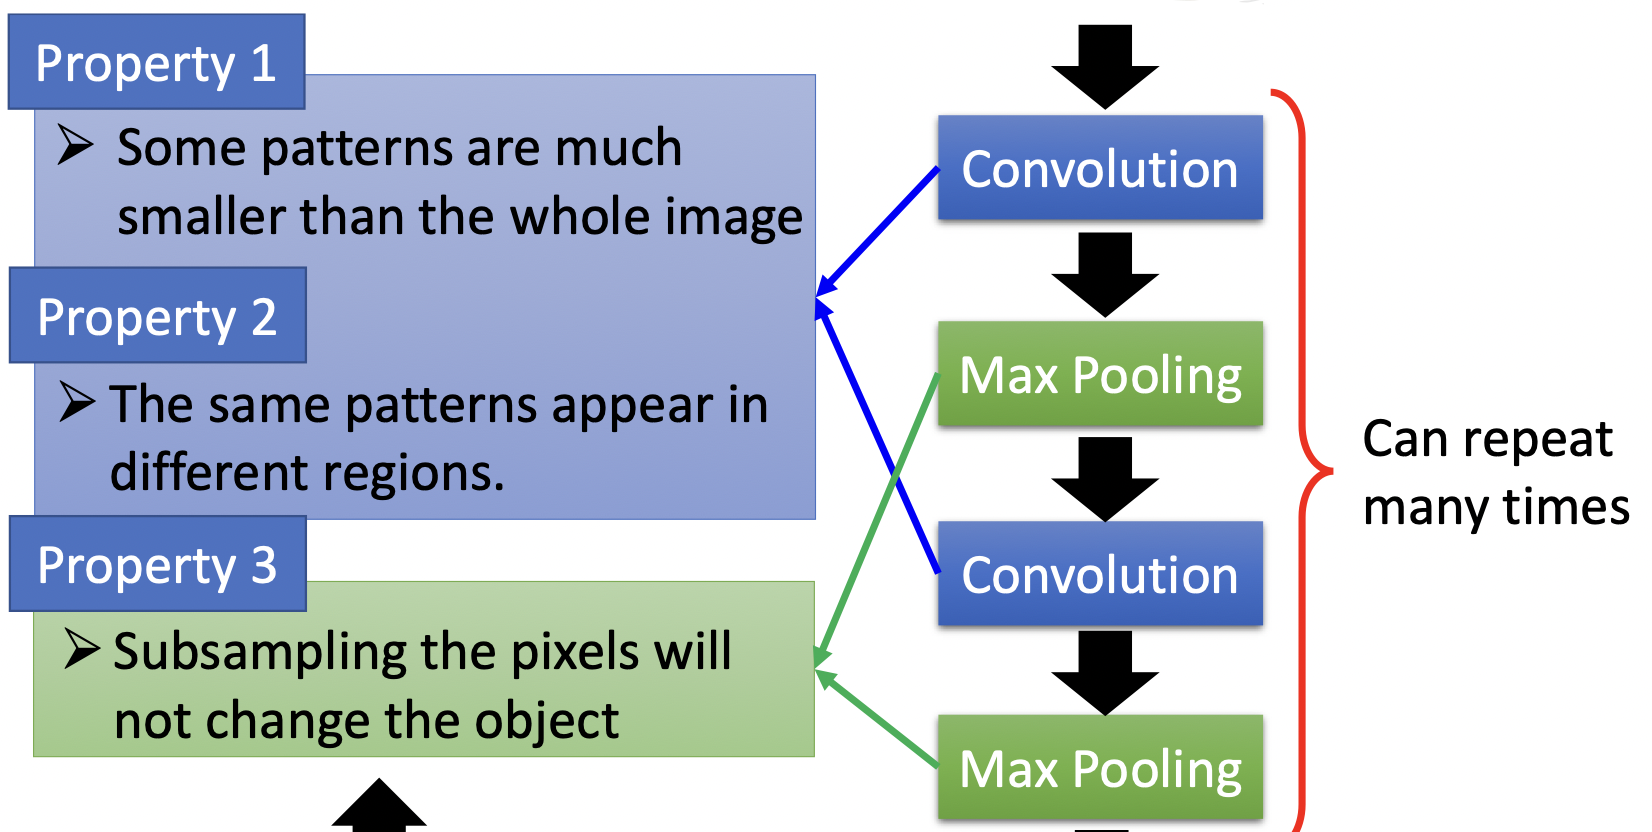 Property 1
➢ Some patterns are much
smaller than the whole image
Property 2
➢ The same patterns appear in
different regions.
Property 3
➢ Subsampling the pixels will
not change the object
Convolution
Max Pooling
Convolution
Max Pooling
Can repeat
many times